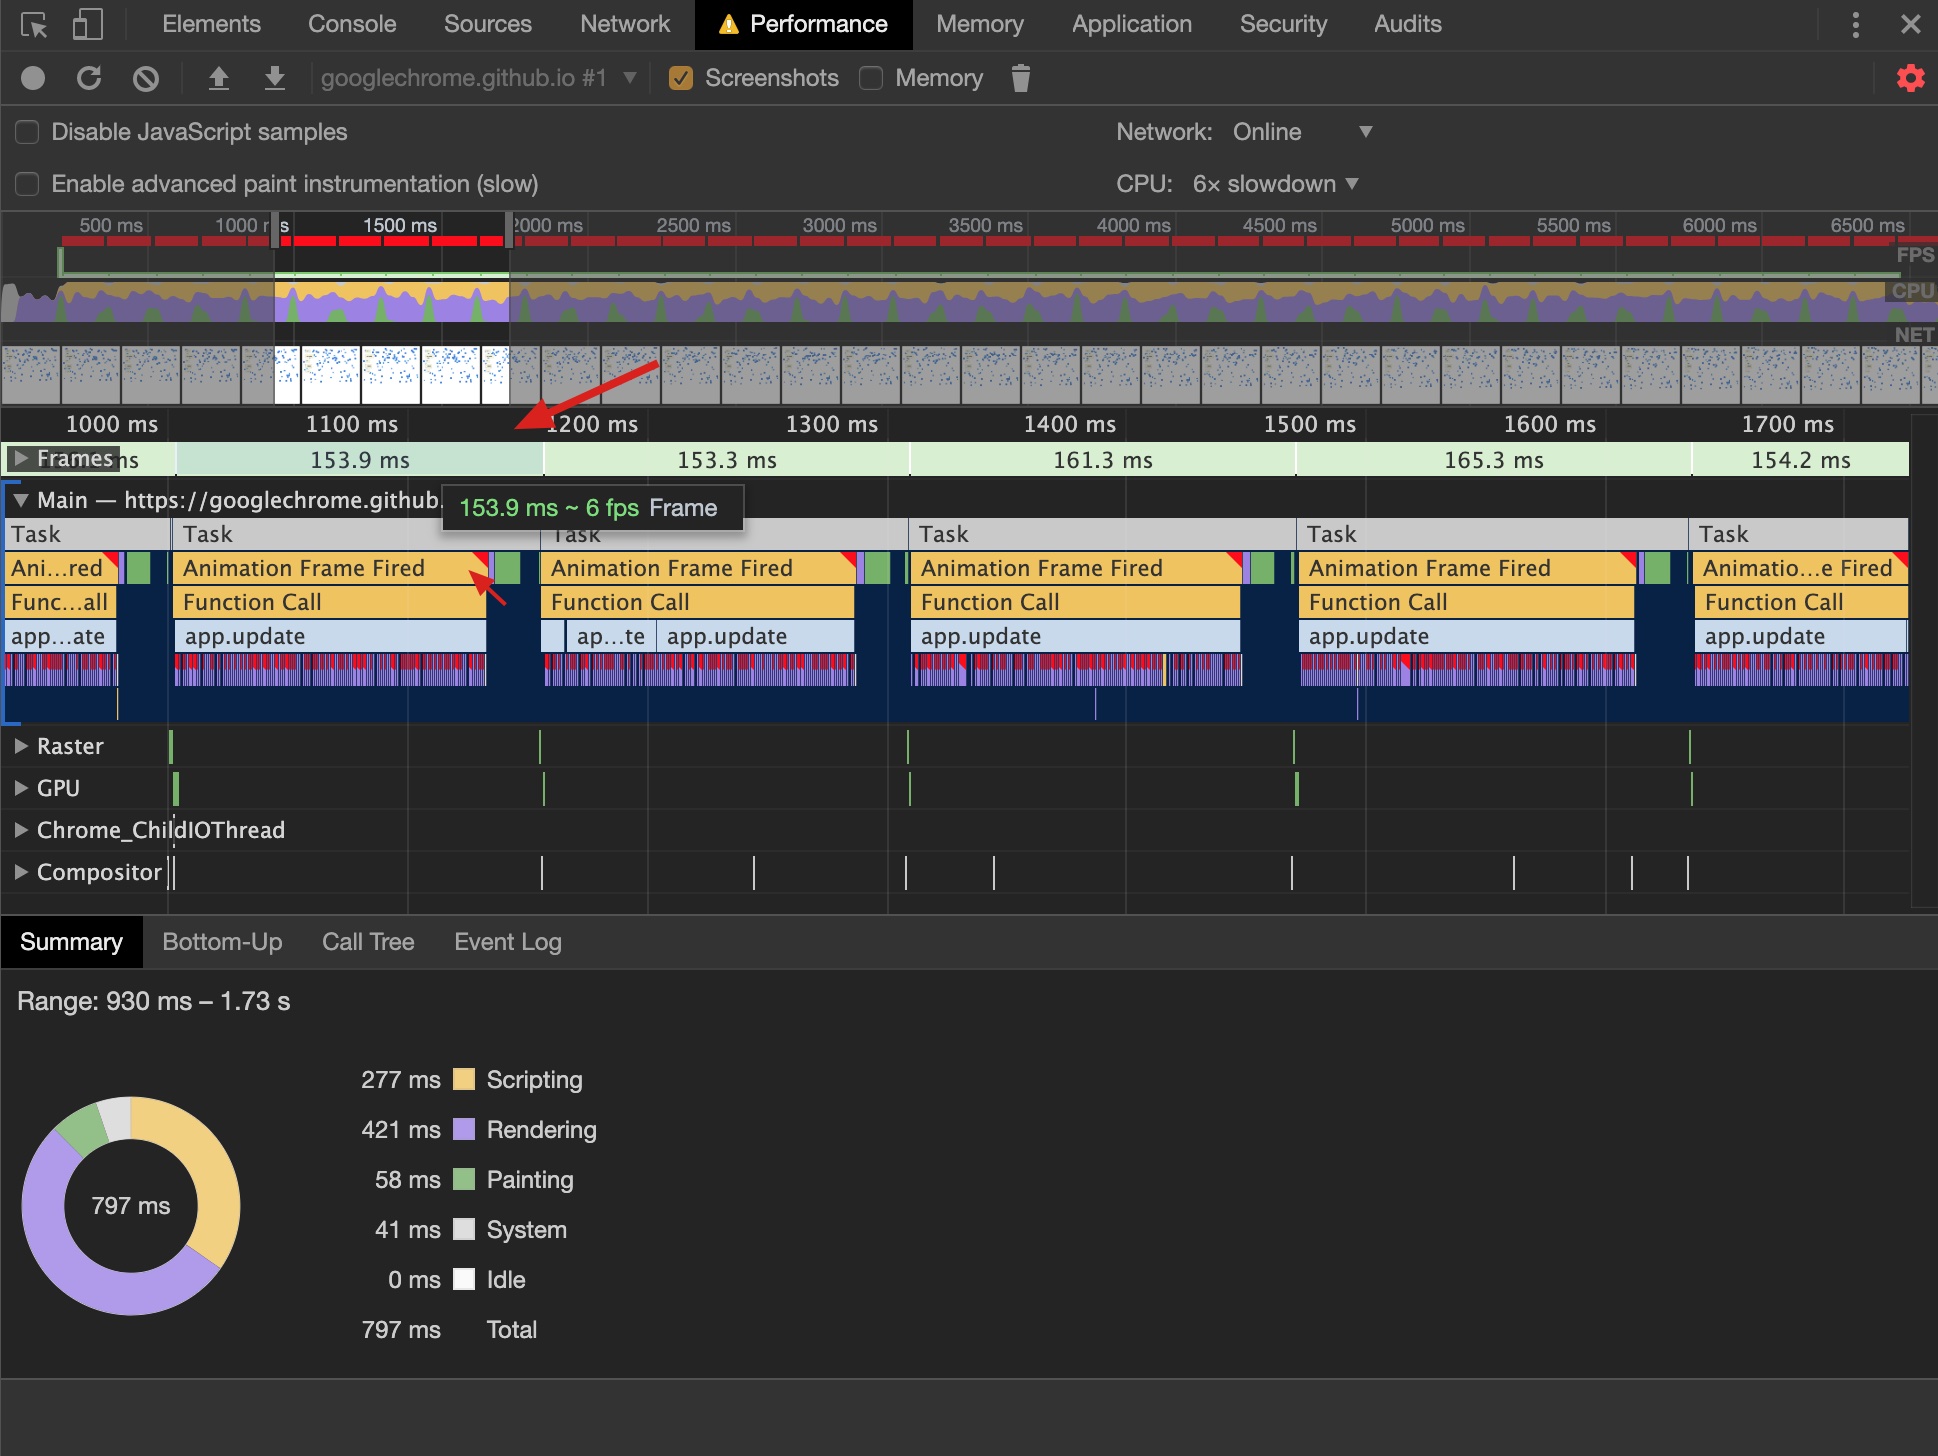 Elements Console Sources Network Performance Memory Application Security Audits
googlechrome.github.io #1 Screenshots Memory
Disable JavaScript samples Network: Online
Enable advanced paint instrumentation (slow) CPU: 6× slowdown
500 ms 1000 s 1500 ms 2000 ms 2500 ms 3000 ms 3500 ms 4000 ms 4500 ms 5000 ms 5500 ms 6000 ms 6500 ms
FPS
CPU
NET
1000 ms 1100 ms 1200 ms 1300 ms 1400 ms 1500 ms 1600 ms 1700 ms
Frames ms 153.9 ms 153.3 ms 161.3 ms 165.3 ms 154.2 ms
Main — https://googlechrome.github. 153.9 ms ~ 6 fps Frame
Task Task Task Task Task Task
Ani...red Animation Frame Fired Animation Frame Fired Animation Frame Fired Animation Frame Fired Animatio...e Fired
Func...all Function Call Function Call Function Call Function Call Function Call
app...ate app.update ap...te app.update app.update app.update app.update
Raster
GPU
Chrome_ChildIOThread
Compositor
Summary Bottom-Up Call Tree Event Log
Range: 930 ms – 1.73 s
277 ms Scripting
421 ms Rendering
58 ms Painting
797 ms
41 ms System
0 ms Idle
797 ms Total